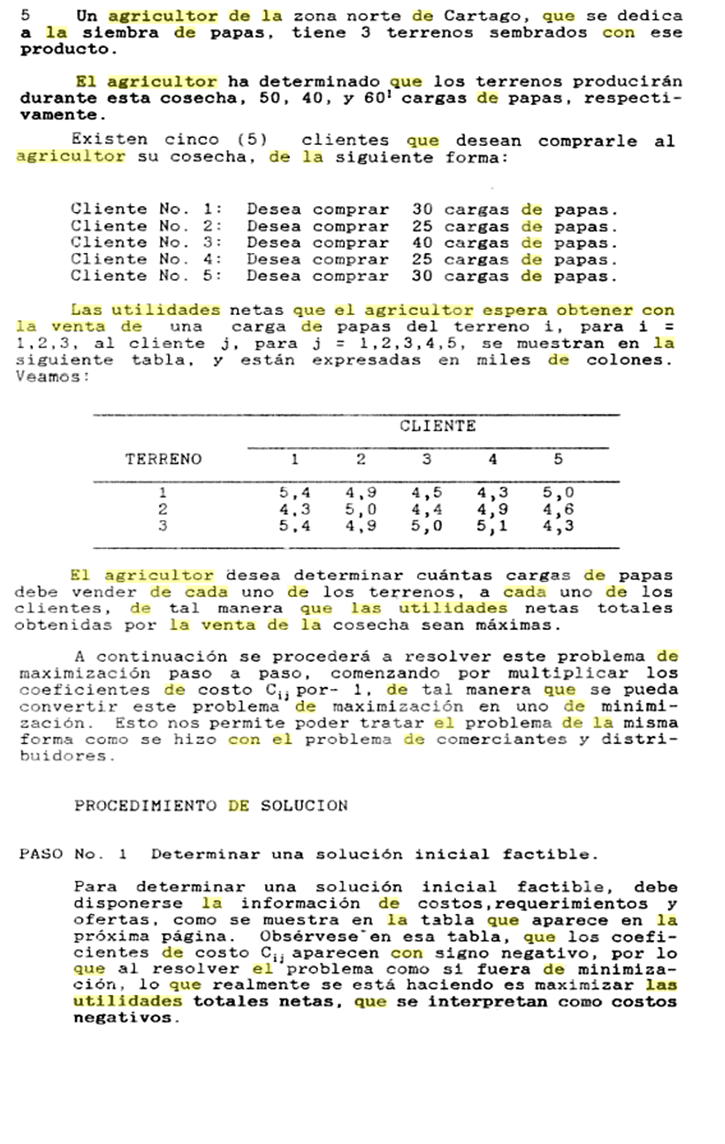 5 Un agricultor de la zona norte de Cartago, que se dedica
a la siembra de papas, tiene 3 terrenos sembrados con ese
producto.
El agricultor ha determinado que los terrenos producirán
durante esta cosecha, 50, 40, y 60¹ cargas de papas, respecti-
vamente.
Existen cinco (5) clientes que desean comprarle al
agricultor su cosecha, de la siguiente forma:
Cliente No. 1: Desea comprar 30 cargas de papas.
Cliente No. 2: Desea comprar 25 cargas de papas.
Cliente No. 3: Desea comprar 40 cargas de papas.
Cliente No. 4: Desea comprar 25 cargas de papas.
Cliente No. 5: Desea comprar 30 cargas de papas.
Las utilidades netas que el agricultor espera obtener con
la venta de una carga de papas del terreno i, para i =
1,2,3, al cliente j, para j = 1,2,3,4,5, se muestran en la
siguiente tabla, y están expresadas en miles de colones.
Veamos:
CLIENTE
TERRENO 1 2 3 4 5
1 5,4 4,9 4,5 4,3 5,0
2 4,3 5,0 4,4 4,9 4,6
3 5,4 4,9 5,0 5,1 4,3
El agricultor desea determinar cuántas cargas de papas
debe vender de cada uno de los terrenos, a cada uno de los
clientes, de tal manera que las utilidades netas totales
obtenidas por la venta de la cosecha sean máximas.
A continuación se procederá a resolver este problema de
maximización paso a paso, comenzando por multiplicar los
coeficientes de costo Cij por- 1, de tal manera que se pueda
convertir este problema de maximización en uno de minimi-
zación. Esto nos permite poder tratar el problema de la misma
forma como se hizo con el problema de comerciantes y distri-
buidores.
PROCEDIMIENTO DE SOLUCION
PASO No. 1 Determinar una solución inicial factible.
Para determinar una solución inicial factible, debe
disponerse la información de costos,requerimientos y
ofertas, como se muestra en la tabla que aparece en la
próxima página. Obsérvese en esa tabla, que los coefi-
cientes de costo Cij aparecen con signo negativo, por lo
que al resolver el problema como si fuera de minimiza-
ción, lo que realmente se está haciendo es maximizar las
utilidades totales netas, que se interpretan como costos
negativos.